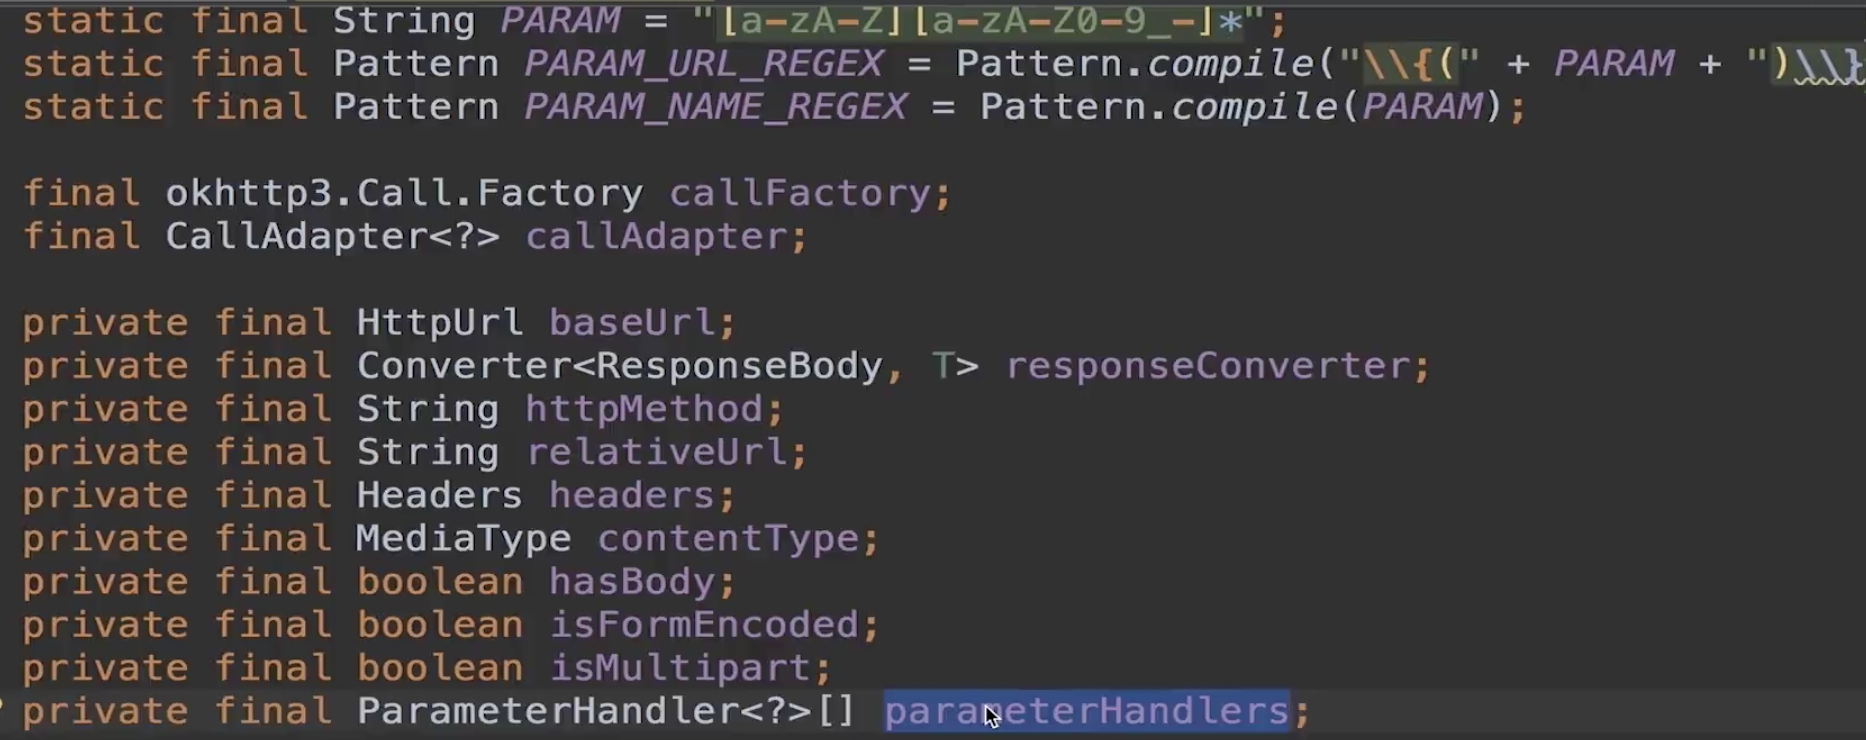 static final String PARAM = "[a-zA-Z][a-zA-Z0-9_-]*";
static final Pattern PARAM_URL_REGEX = Pattern.compile("\\{(" + PARAM + ")\\}
static final Pattern PARAM_NAME_REGEX = Pattern.compile(PARAM);
final okhttp3.Call.Factory callFactory;
final CallAdapter<?> callAdapter;
private final HttpUrl baseUrl;
private final Converter<ResponseBody, T> responseConverter;
private final String httpMethod;
private final String relativeUrl;
private final Headers headers;
private final MediaType contentType;
private final boolean hasBody;
private final boolean isFormEncoded;
private final boolean isMultipart;
private final ParameterHandler<?>[] parameterHandlers;